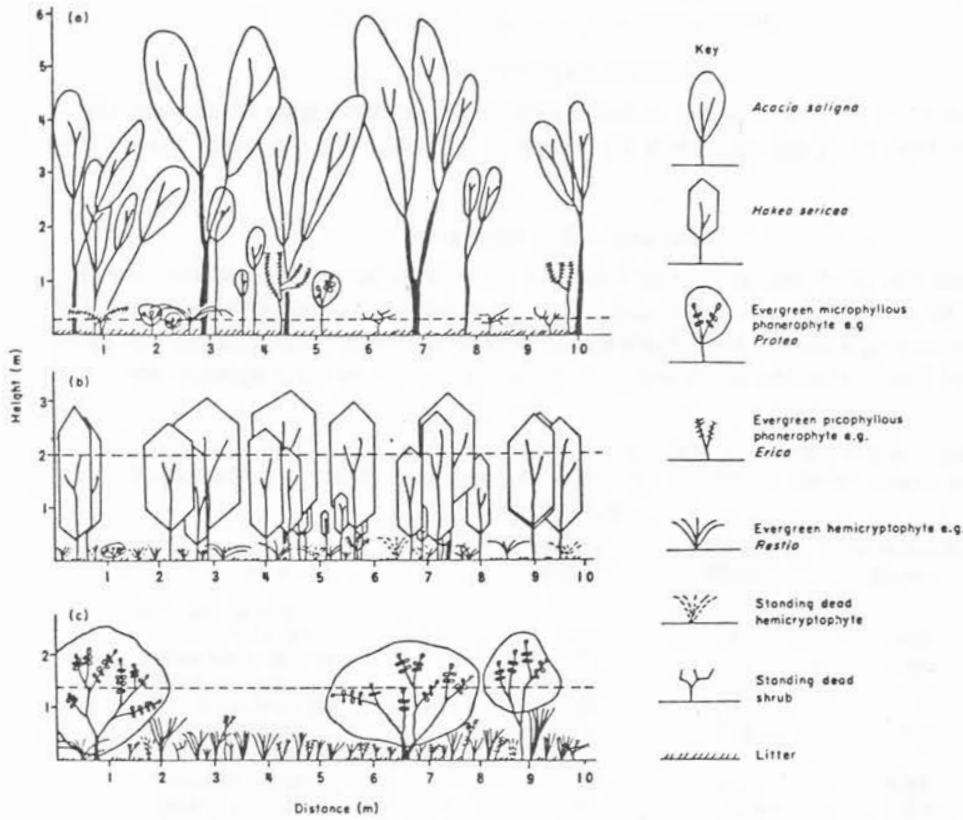 (a)
6
5
4
3
2
1
1 2 3 4 5 6 7 8 9 10
(b)
3
2
1
1 2 3 4 5 6 7 8 9 10
(c)
2
1
1 2 3 4 5 6 7 8 9 10
Height (m)
Distance (m)
Key
Acacia saligna
Hakea sericea
Evergreen microphyllous
phanerophyte e.g.
Protea
Evergreen picophyllous
phanerophyte e.g.
Erica
Evergreen hemicryptophyte e.g.
Restio
Standing dead
hemicryptophyte
Standing dead
shrub
Litter